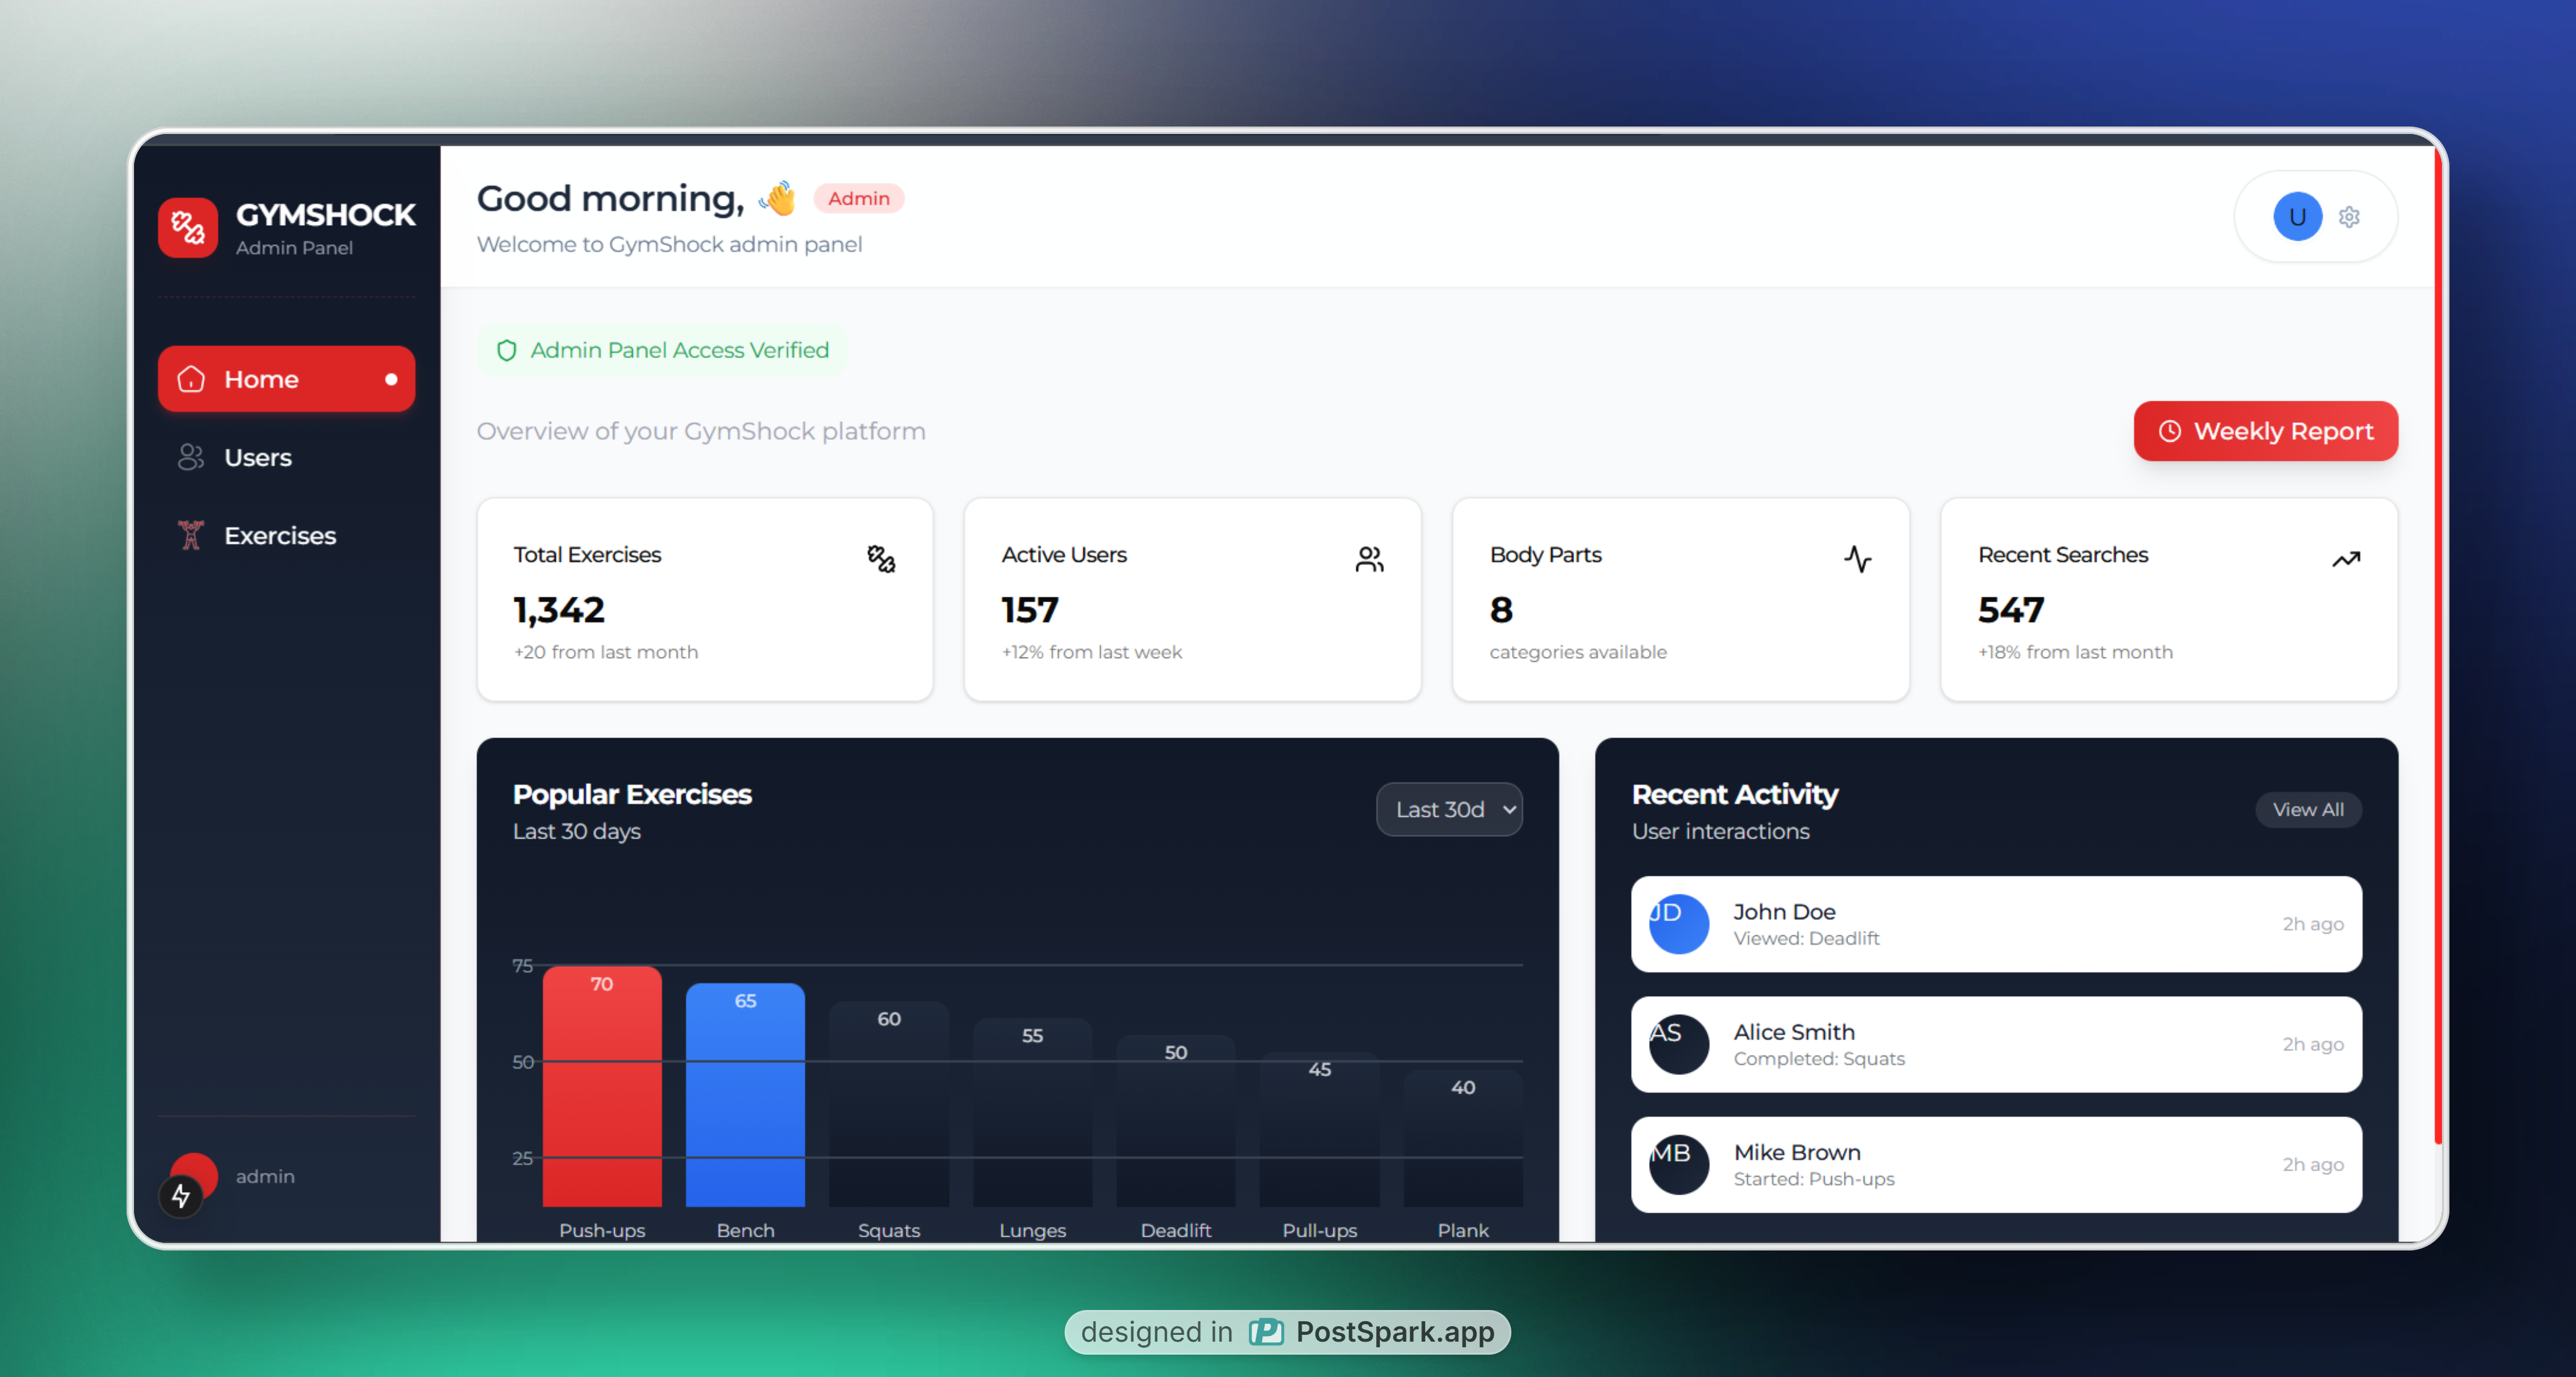 GYMSHOCK
Admin Panel
Home
Users
Exercises
admin
Good morning, 👋 Admin
Welcome to GymShock admin panel
U
Admin Panel Access Verified
Overview of your GymShock platform
Weekly Report
Total Exercises
1,342
+20 from last month
Active Users
157
+12% from last week
Body Parts
8
categories available
Recent Searches
547
+18% from last month
Popular Exercises
Last 30 days
Last 30d
75
50
25
70
65
60
55
50
45
40
Push-ups
Bench
Squats
Lunges
Deadlift
Pull-ups
Plank
Recent Activity
User interactions
View All
JD
John Doe
Viewed: Deadlift
2h ago
AS
Alice Smith
Completed: Squats
2h ago
MB
Mike Brown
Started: Push-ups
2h ago
designed in PostSpark.app